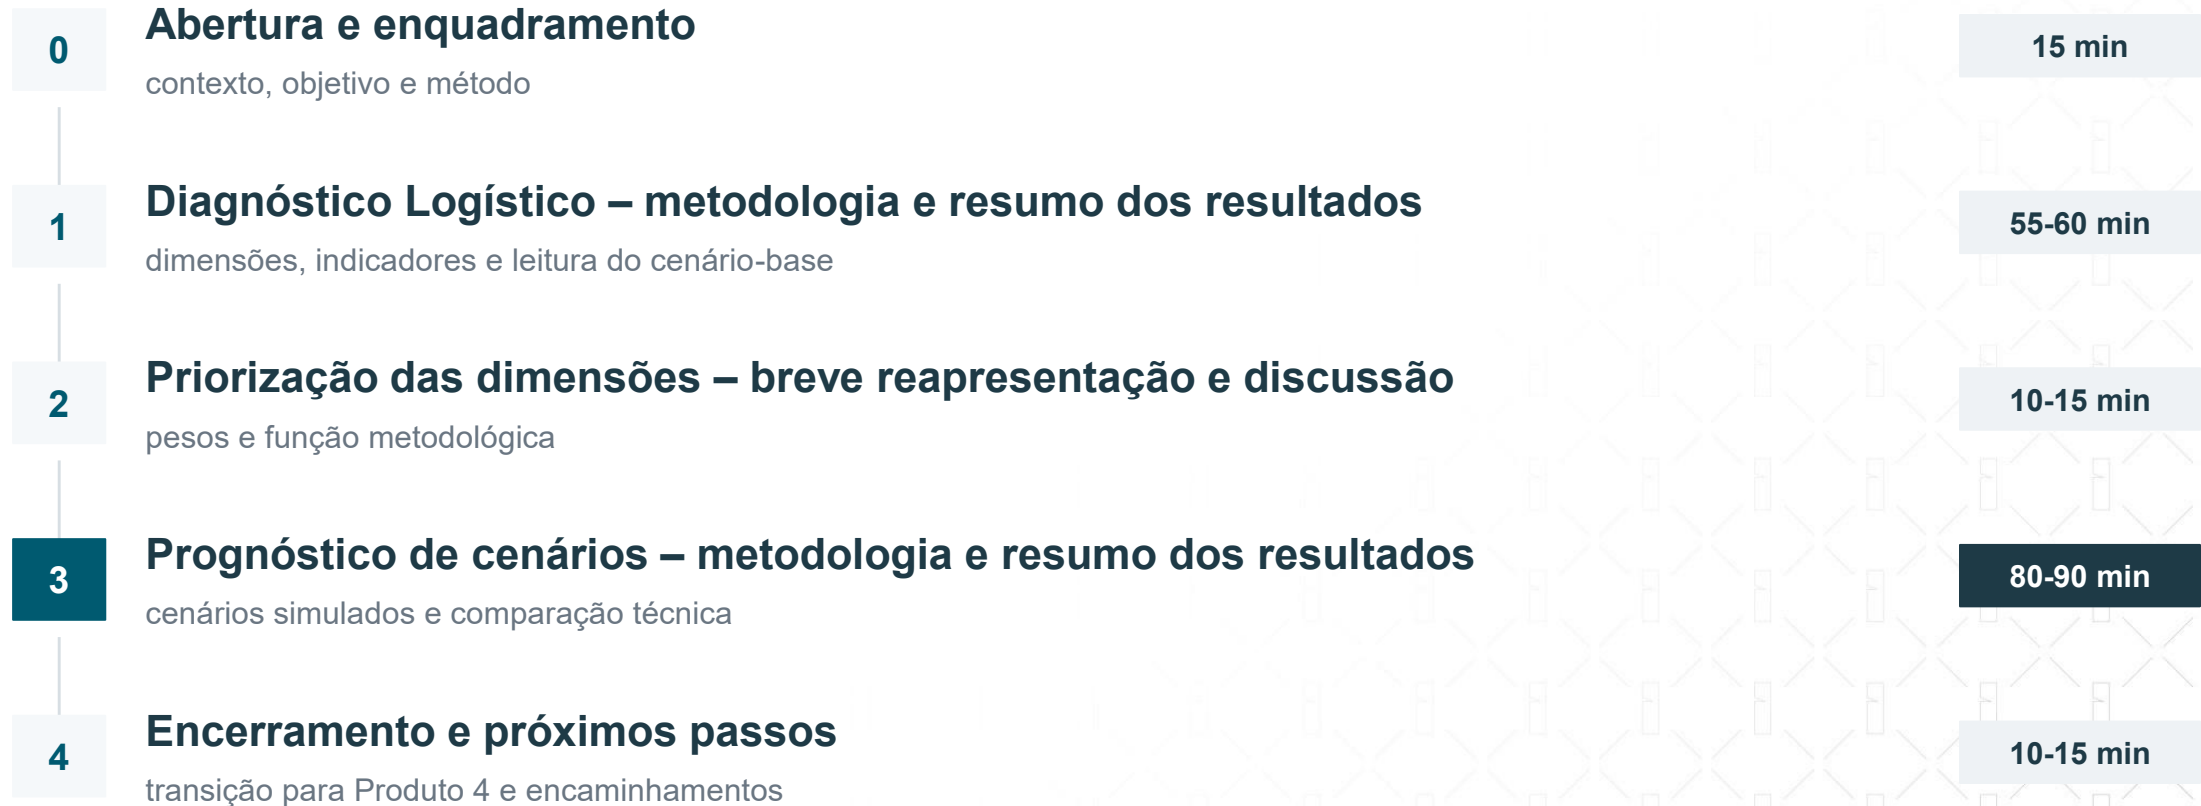 Abertura e enquadramento
0
15 min
contexto, objetivo e método
Diagnóstico Logístico – metodologia e resumo dos resultados
1
55-60 min
dimensões, indicadores e leitura do cenário-base
Priorização das dimensões – breve reapresentação e discussão
2
10-15 min
pesos e função metodológica
Prognóstico de cenários – metodologia e resumo dos resultados
3
80-90 min
cenários simulados e comparação técnica
Encerramento e próximos passos
4
10-15 min
transição para Produto 4 e encaminhamentos